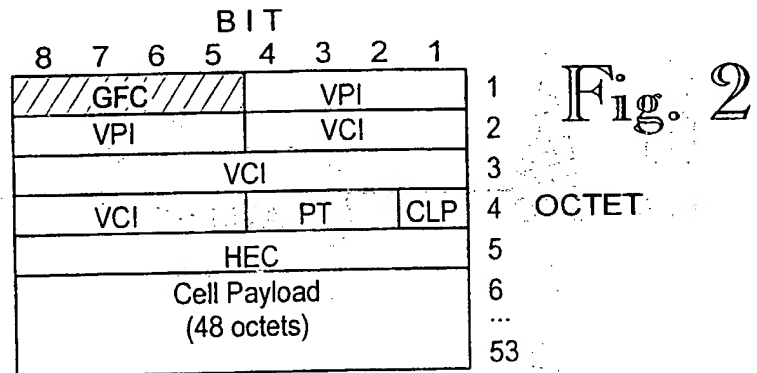 BIT
8 7 6 5 4 3 2 1
GFC VPI 1
Fig. 2
VPI VCI 2
VCI 3
VCI PT CLP 4 OCTET
HEC 5
Cell Payload 6
(48 octets) ...
53